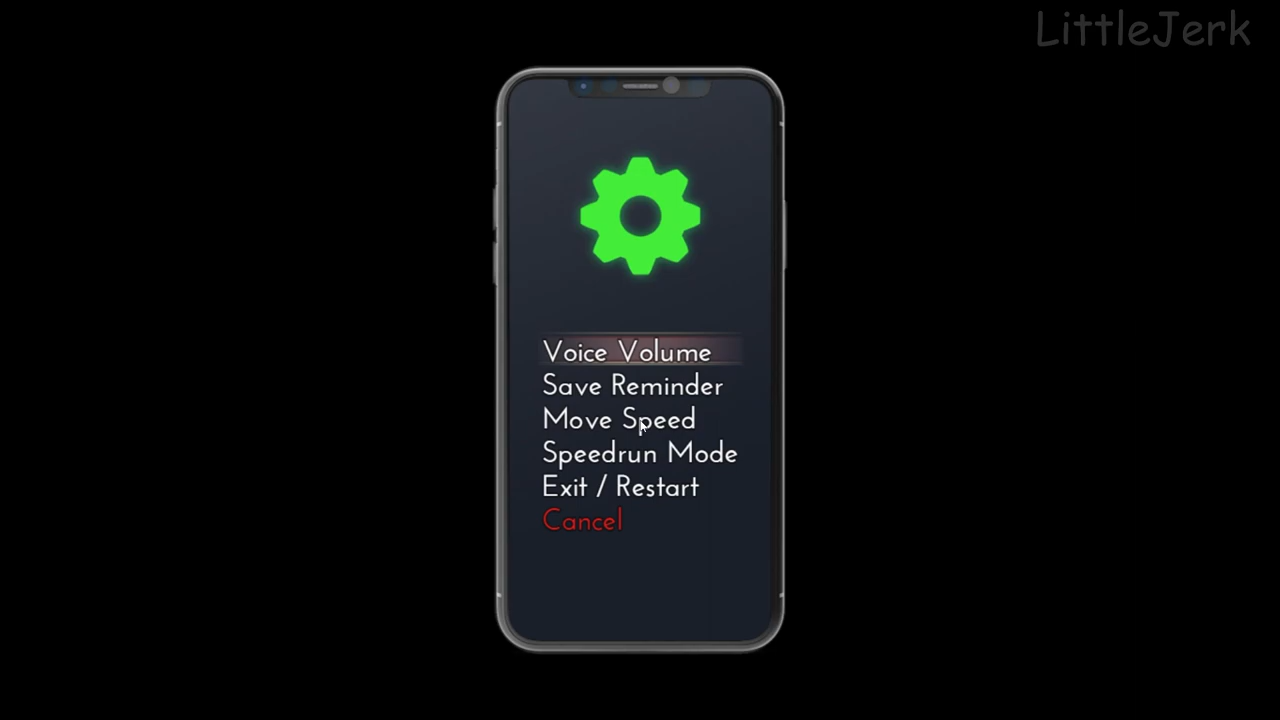 LittleJerk
Voice Volume
Save Reminder
Move Speed
Speedrun Mode
Exit / Restart
Cancel